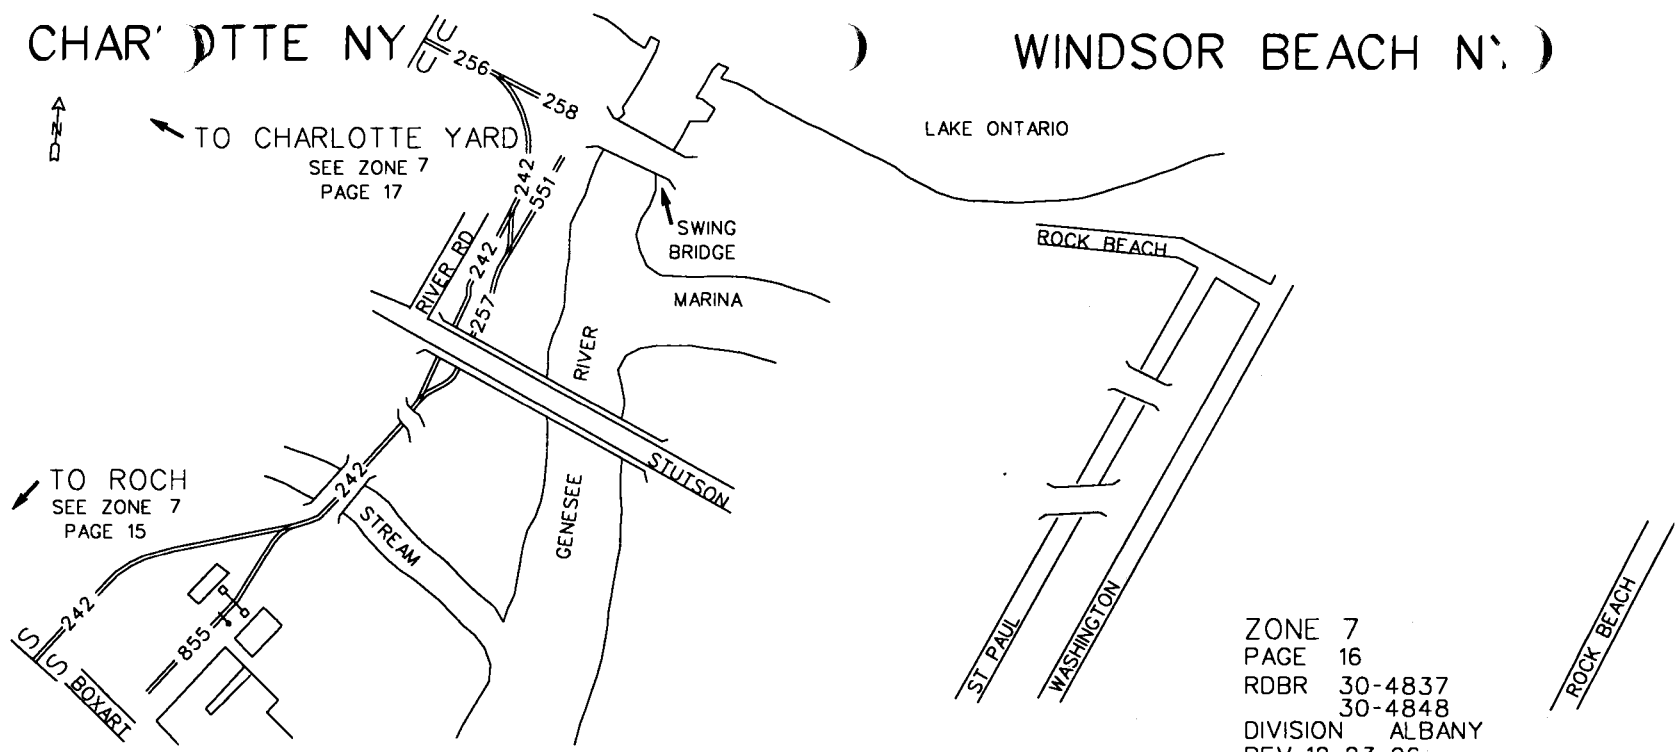 CHARLOTTE NY
WINDSOR BEACH N
TO CHARLOTTE YARD
SEE ZONE 7
PAGE 17
256
258
242
551
LAKE ONTARIO
SWING
BRIDGE
MARINA
RIVER RD
242
257
ROCK BEACH
GENESEE RIVER
STUTSON
TO ROCH
SEE ZONE 7
PAGE 15
242
STREAM
242
855
BOXART
ST PAUL
WASHINGTON
ROCK BEACH
ZONE 7
PAGE 16
RDBR 30-4837
30-4848
DIVISION ALBANY